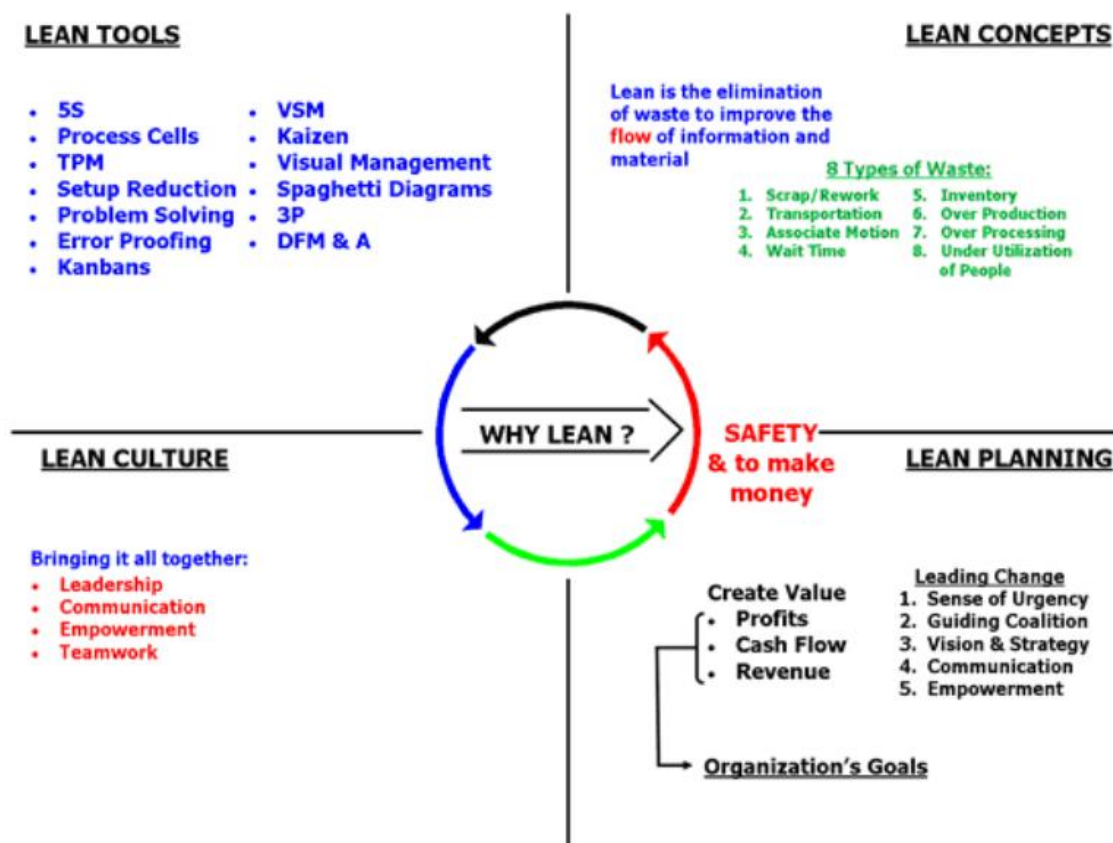 LEAN TOOLS
• 5S
• Process Cells
• TPM
• Setup Reduction
• Problem Solving
• Error Proofing
• Kanbans
• VSM
• Kaizen
• Visual Management
• Spaghetti Diagrams
• 3P
• DFM & A
LEAN CONCEPTS
Lean is the elimination
of waste to improve the
flow of information and
material
8 Types of Waste:
1. Scrap/Rework
2. Transportation
3. Associate Motion
4. Wait Time
5. Inventory
6. Over Production
7. Over Processing
8. Under Utilization
of People
WHY LEAN ?
SAFETY
& to make
money
LEAN CULTURE
Bringing it all together:
• Leadership
• Communication
• Empowerment
• Teamwork
LEAN PLANNING
Create Value
• Profits
• Cash Flow
• Revenue
Leading Change
1. Sense of Urgency
2. Guiding Coalition
3. Vision & Strategy
4. Communication
5. Empowerment
Organization's Goals